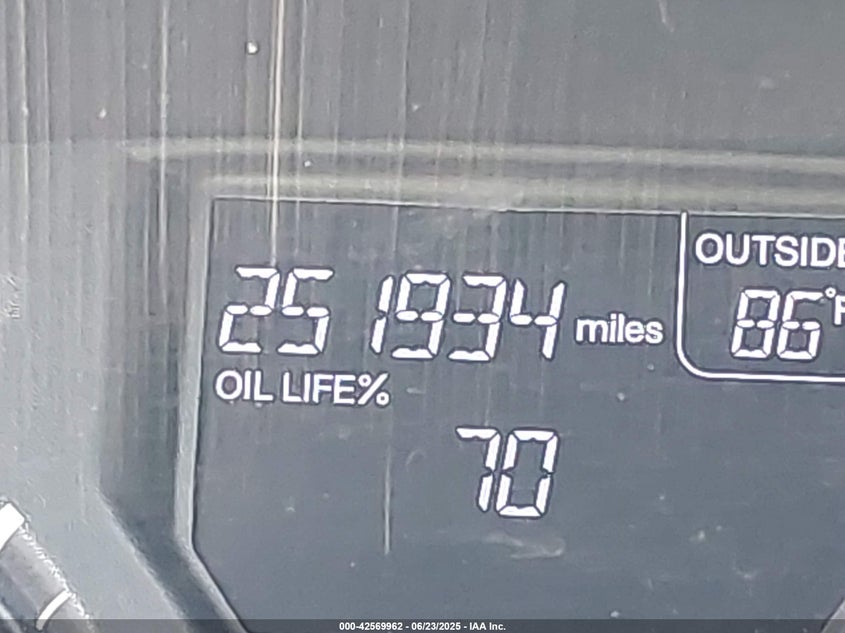 OUTSIDE
251934 miles
86°F
OIL LIFE%
70
000-42569962 - 06/23/2025 - IAA Inc.